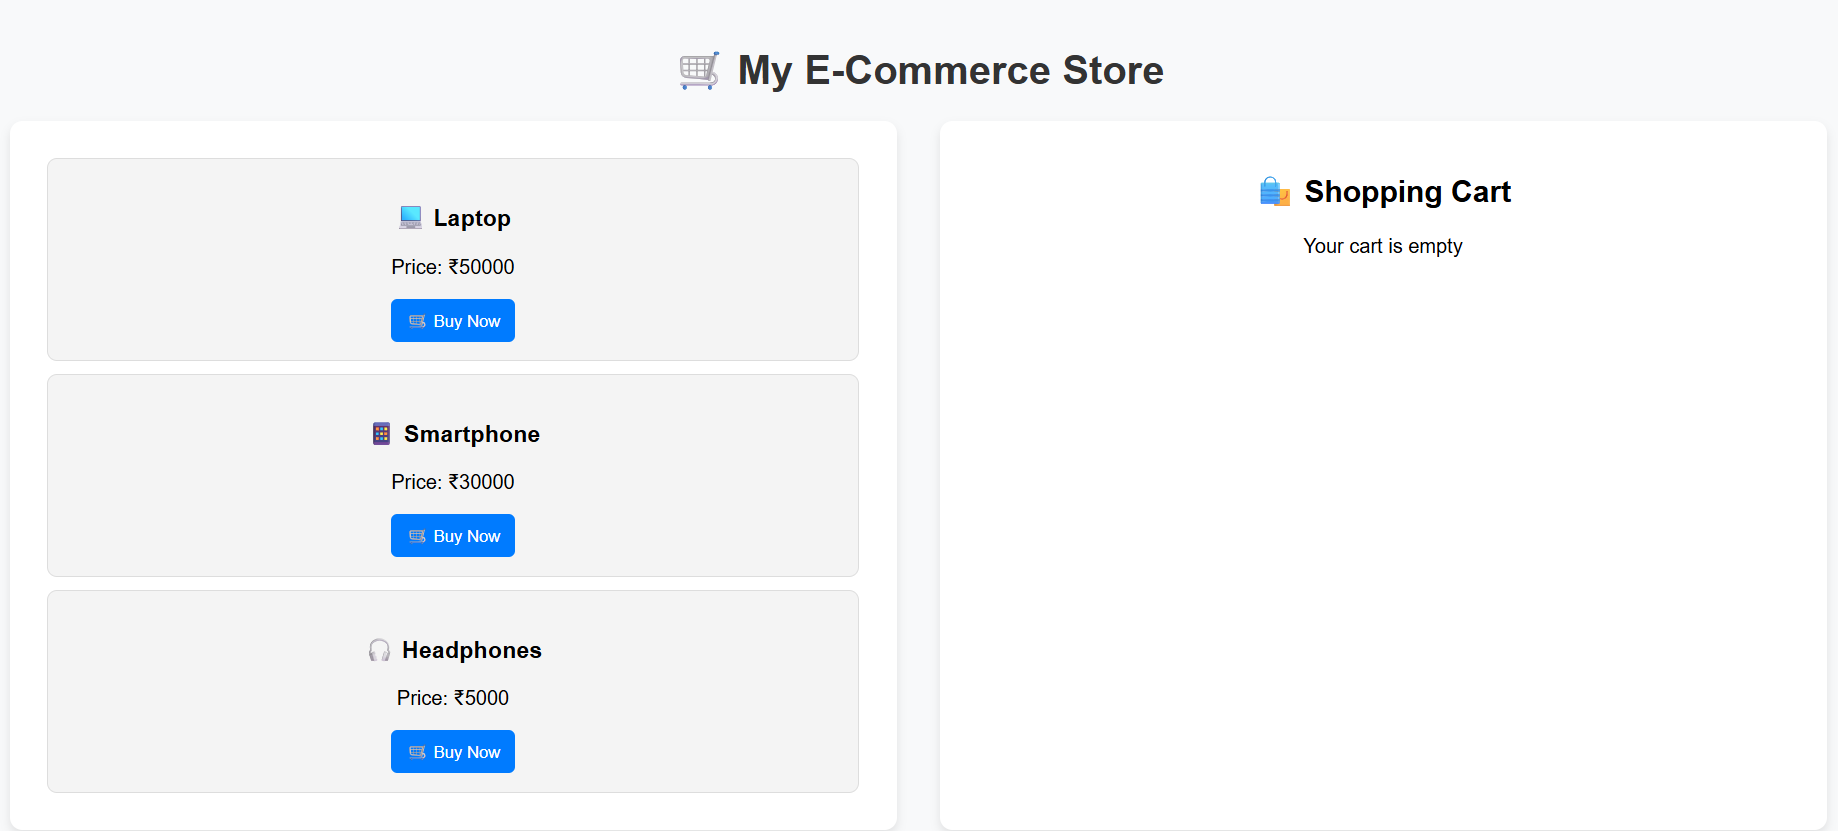 🛒 My E-Commerce Store
💻 Laptop
Price: ₹50000
🛒 Buy Now
📱 Smartphone
Price: ₹30000
🛒 Buy Now
🎧 Headphones
Price: ₹5000
🛒 Buy Now
🛍️ Shopping Cart
Your cart is empty